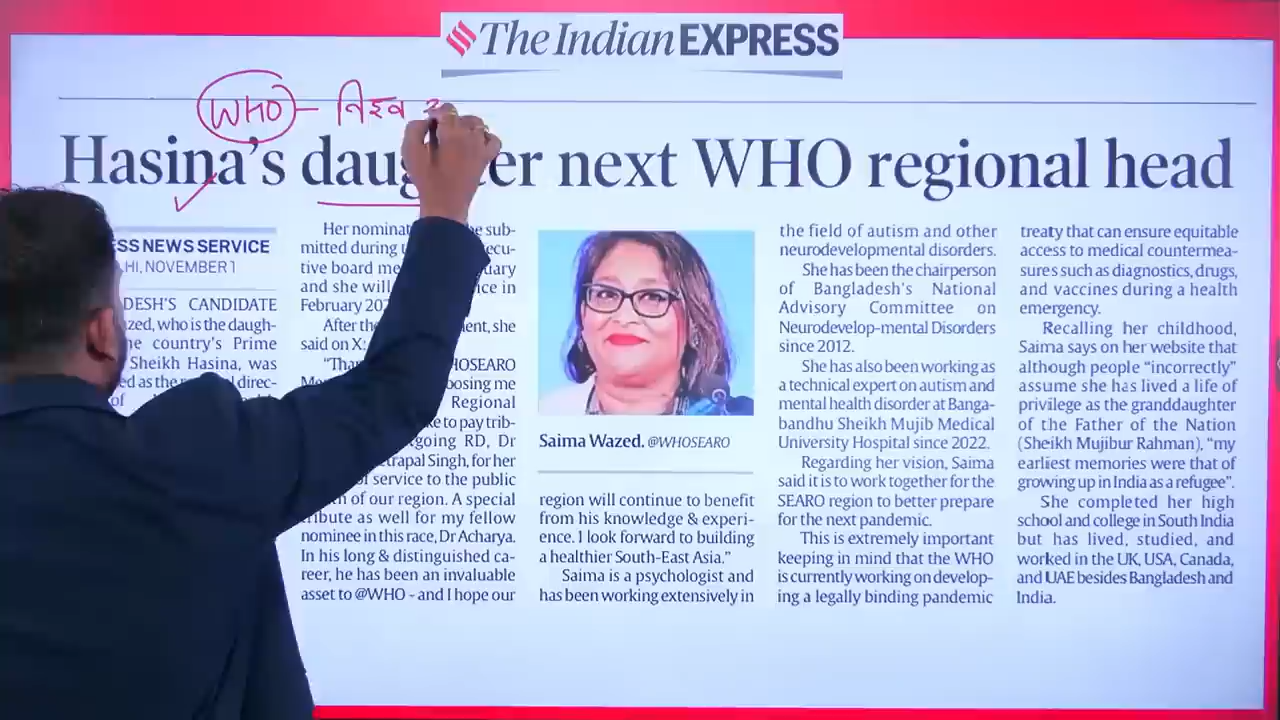 The Indian EXPRESS
WHO - विश्व
Hasina's daughter next WHO regional head
ESS NEWS SERVICE
HI, NOVEMBER 1
DESH'S CANDIDATE
zed, who is the daugh-
he country's Prime
Sheikh Hasina, was
ed as the direc-
of
Her nominat be sub-
mitted during ecu-
tive board me uary
and she will ce in
February 202
After the ent, she
said on X:
"Than HOSEARO
Me posing me
Regional
ke to pay trib-
going RD, Dr
trapal Singh, for her
of service to the public
h of our region. A special
tribute as well for my fellow
nominee in this race, Dr Acharya.
In his long & distinguished ca-
reer, he has been an invaluable
asset to @WHO - and I hope our
Saima Wazed. @WHOSEARO
region will continue to benefit
from his knowledge & experi-
ence. I look forward to building
a healthier South-East Asia."
Saima is a psychologist and
has been working extensively in
the field of autism and other
neurodevelopmental disorders.
She has been the chairperson
of Bangladesh's National
Advisory Committee on
Neurodevelop-mental Disorders
since 2012.
She has also been working as
a technical expert on autism and
mental health disorder at Banga-
bandhu Sheikh Mujib Medical
University Hospital since 2022.
Regarding her vision, Saima
said it is to work together for the
SEARO region to better prepare
for the next pandemic.
This is extremely important
keeping in mind that the WHO
is currently working on develop-
ing a legally binding pandemic
treaty that can ensure equitable
access to medical countermea-
sures such as diagnostics, drugs,
and vaccines during a health
emergency.
Recalling her childhood,
Saima says on her website that
although people "incorrectly"
assume she has lived a life of
privilege as the granddaughter
of the Father of the Nation
(Sheikh Mujibur Rahman), "my
earliest memories were that of
growing up in India as a refugee".
She completed her high
school and college in South India
but has lived, studied, and
worked in the UK, USA, Canada,
and UAE besides Bangladesh and
India.